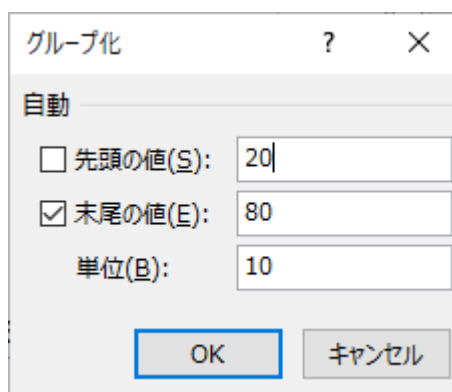 グループ化 ? ×
自動
先頭の値(S): 20
末尾の値(E): 80
単位(B): 10
OK キャンセル